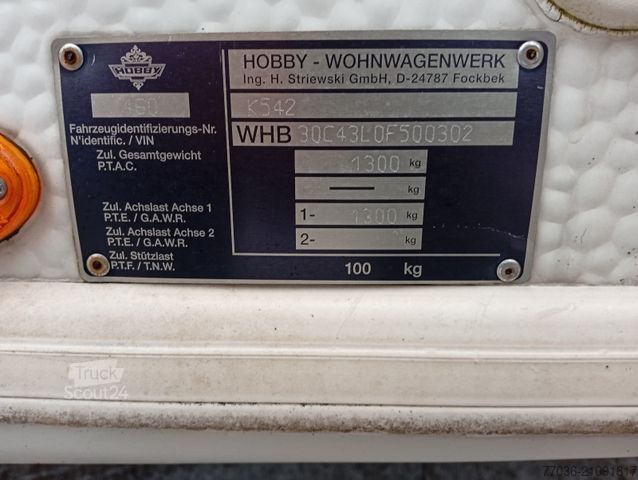 HOBBY
HOBBY - WOHNWAGENWERK
Ing. H. Striewski GmbH, D-24787 Fockbek
460
K542
Fahrzeugidentifizierungs-Nr.
N'identific. / VIN
WHB 30C43L0F500302
Zul. Gesamtgewicht
P.T.A.C.
1300 kg
kg
Zul. Achslast Achse 1
P.T.E./ G.A.W.R.
1- 1300 kg
Zul. Achslast Achse 2
P.T.E./ G.A.W.R.
2- kg
Zul. Stützlast
P.T.F. / T.N.W.
100 kg
Truck
Scout24
77036-21091817